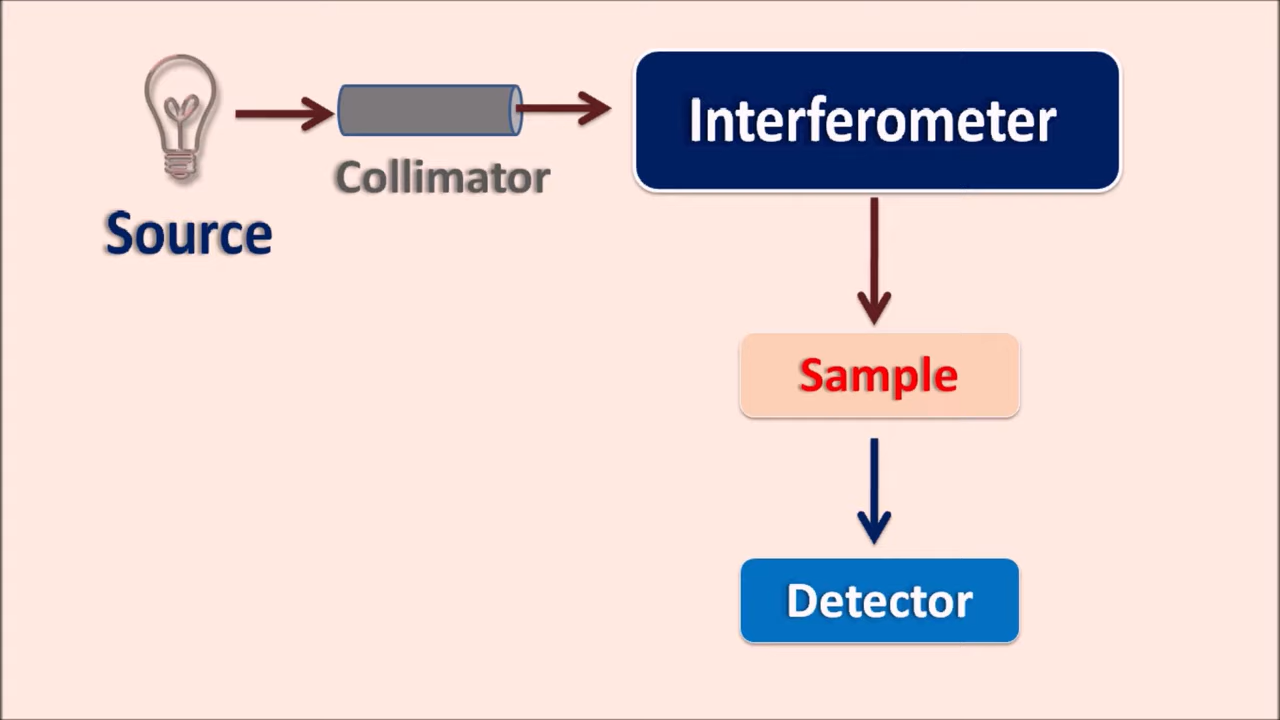 Interferometer
Collimator
Source
Sample
Detector